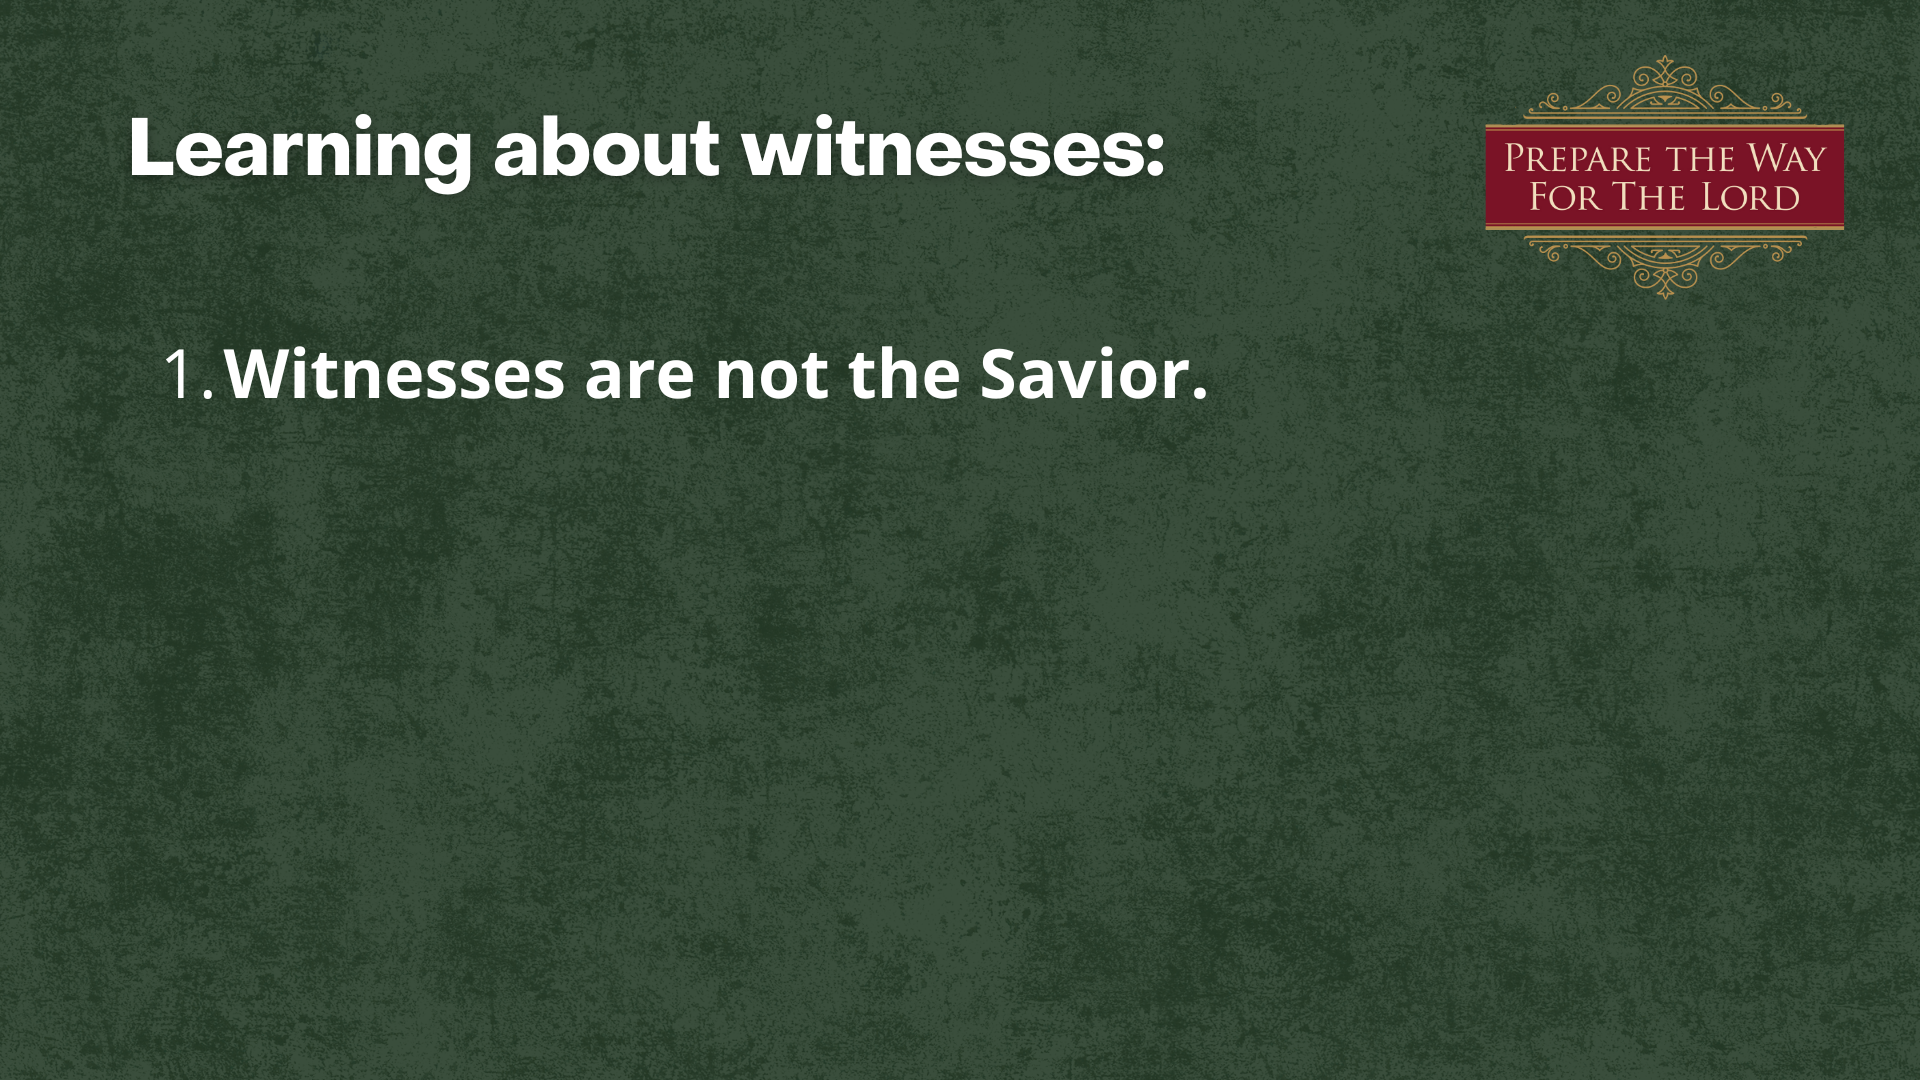 Learning about witnesses:
PREPARE THE WAY
FOR THE LORD
1. Witnesses are not the Savior.